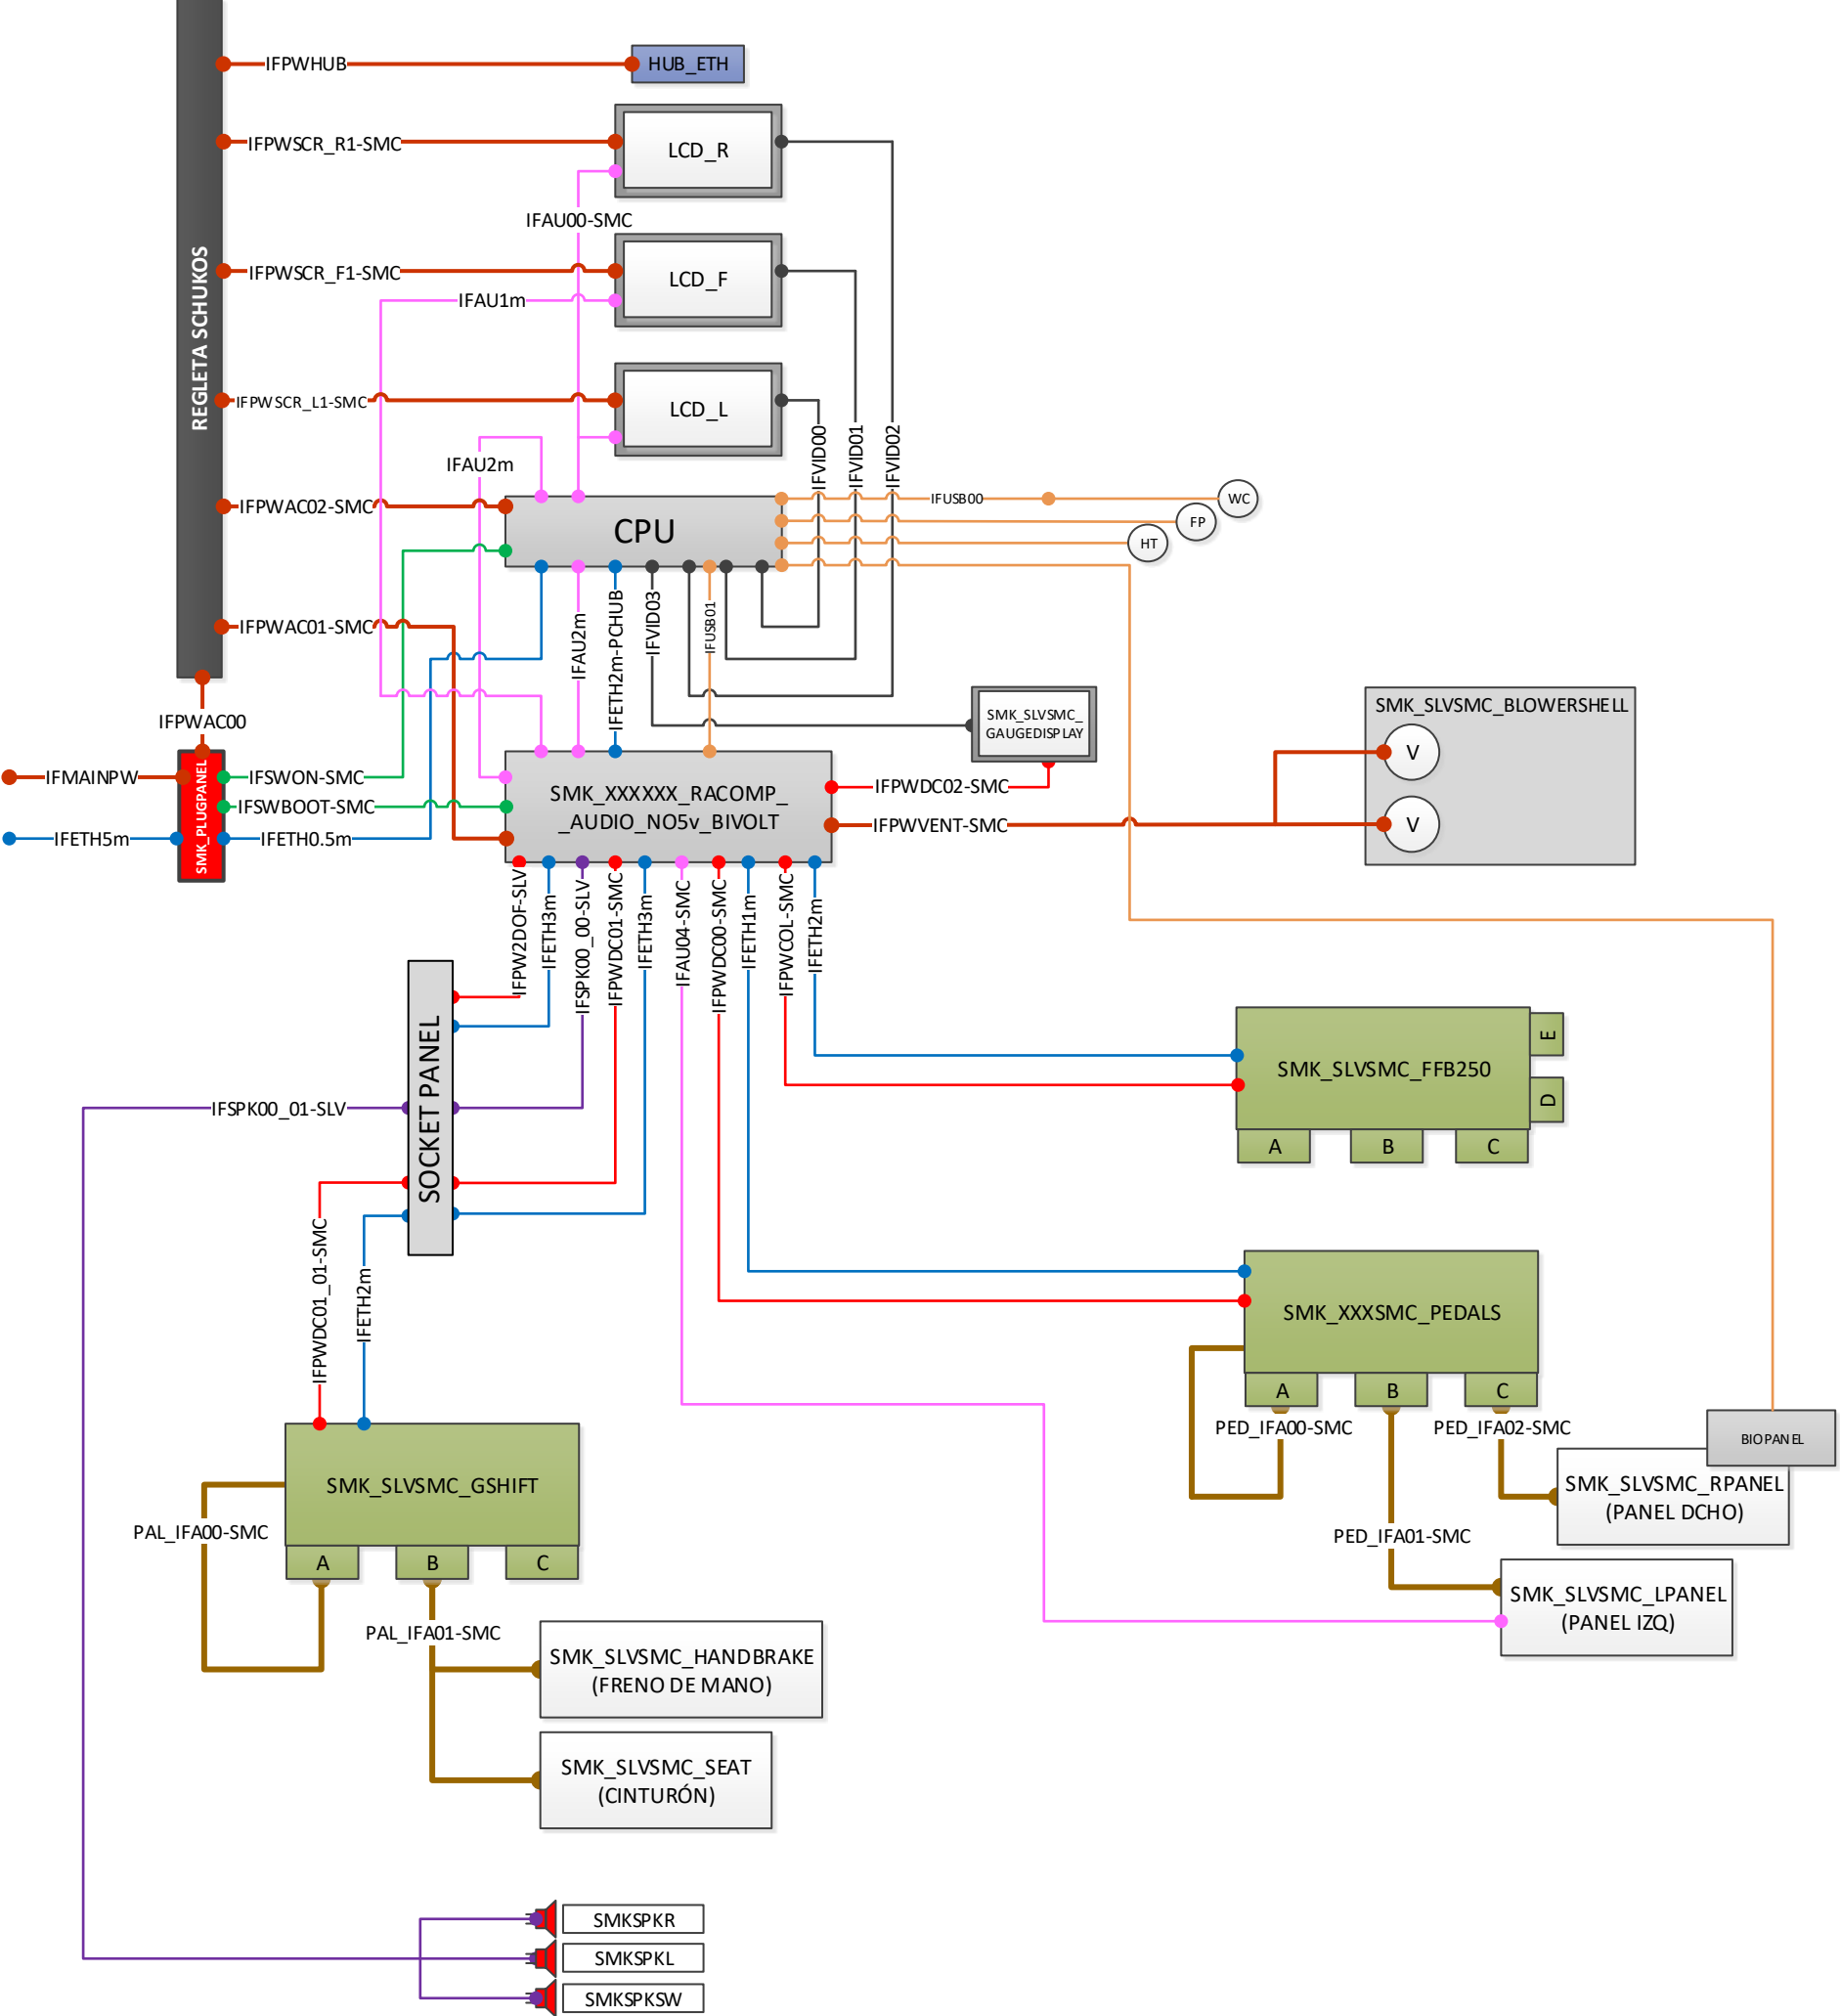 IFPWHUB
HUB_ETH
IFPWSCR_R1-SMC
LCD_R
IFAU00-SMC
REGLETA SCHUKOS
IFPWSCR_F1-SMC
LCD_F
IFAU1m
IFPWSCR_L1-SMC
LCD_L
IFVID00
IFVID01
IFVID02
IFAU2m
IFPWAC02-SMC
CPU
IFUSB00
WC
FP
HT
IFPWAC01-SMC
IFAU2m
IFETH2m-PCHUB
IFVID03
IFUSB01
IFPWAC00
SMK_SLVSMC_
GAUGEDISPLAY
SMK_SLVSMC_BLOWERSHELL
V
V
IFMAINPW
SMK_PLUGPANEL
IFSWON-SMC
IFSWBOOT-SMC
IFETH5m
IFETH0.5m
SMK_XXXXXX_RACOMP_
_AUDIO_NO5v_BIVOLT
IFPWDC02-SMC
IFPWVENT-SMC
IFPW2DOF-SLV
IFETH3m
IFSPK00_00-SLV
IFPWDC01-SMC
IFETH3m
IFAU04-SMC
IFPWDC00-SMC
IFETH1m
IFPWCOL-SMC
IFETH2m
SOCKET PANEL
SMK_SLVSMC_FFB250
E
D
A
B
C
IFSPK00_01-SLV
IFPWDC01_01-SMC
IFETH2m
SMK_XXXSMC_PEDALS
A
B
C
PED_IFA00-SMC
PED_IFA02-SMC
BIOPANEL
SMK_SLVSMC_RPANEL
(PANEL DCHO)
PED_IFA01-SMC
SMK_SLVSMC_LPANEL
(PANEL IZQ)
SMK_SLVSMC_GSHIFT
PAL_IFA00-SMC
A
B
C
PAL_IFA01-SMC
SMK_SLVSMC_HANDBRAKE
(FRENO DE MANO)
SMK_SLVSMC_SEAT
(CINTURÓN)
SMKSPKR
SMKSPKL
SMKSPKSW